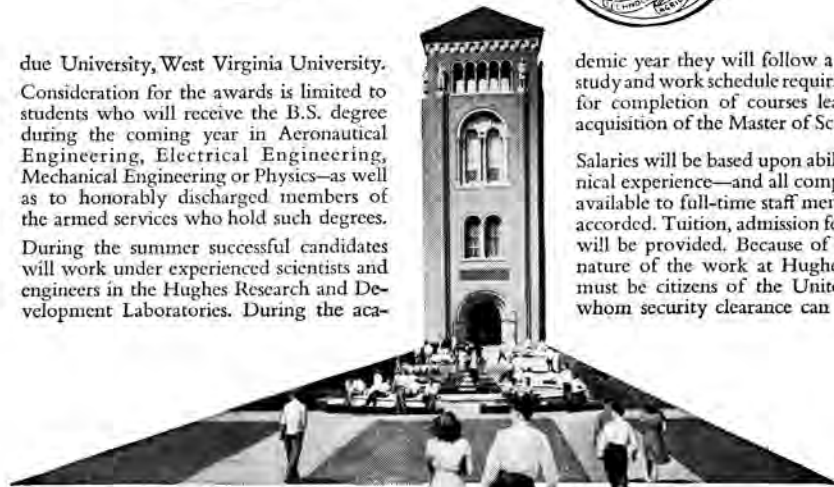 TECHNOLO
AGRIC
due University, West Virginia University.
Consideration for the awards is limited to
students who will receive the B.S. degree
during the coming year in Aeronautical
Engineering, Electrical Engineering,
Mechanical Engineering or Physics—as well
as to honorably discharged members of
the armed services who hold such degrees.
During the summer successful candidates
will work under experienced scientists and
engineers in the Hughes Research and De-
velopment Laboratories. During the aca-
demic year they will follow a
study and work schedule requir
for completion of courses lea
acquisition of the Master of Sc
Salaries will be based upon abil
nical experience—and all comp
available to full-time staff mem
accorded. Tuition, admission fe
will be provided. Because of
nature of the work at Hughe
must be citizens of the Unite
whom security clearance can